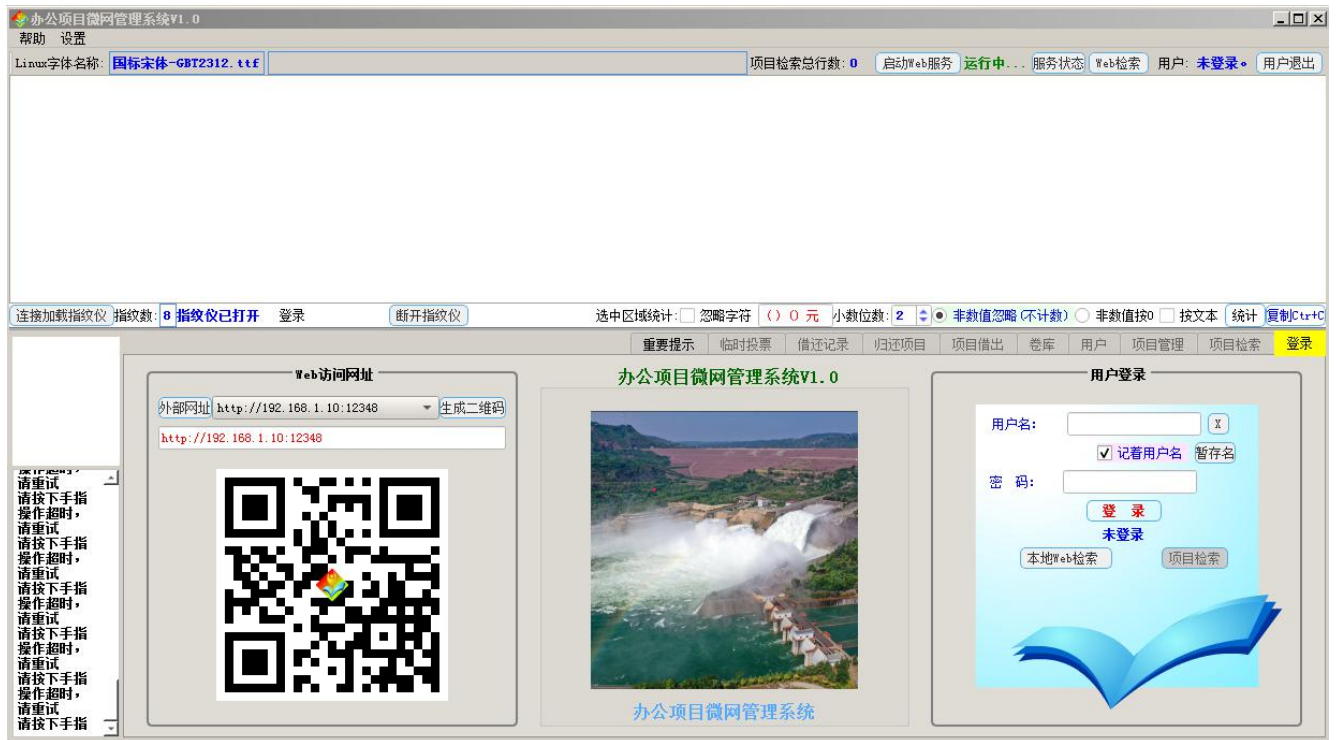 办公项目微网管理系统V1.0
帮助 设置
Linux字体名称: 国标宋体-GBT2312.ttf 项目检索总行数: 0 启动Web服务 运行中... 服务状态 Web检索 用户: 未登录。 用户退出
连接加载指纹仪 指纹数: 8 指纹仪已打开 登录 断开指纹仪 选中区域统计: 忽略字符 () 0 元 小数位数: 2 非数值忽略(不计数) 非数值按0 按文本 统计 复制Ctr+C
重要提示 临时投票 借还记录 归还项目 项目借出 卷库 用户 项目管理 项目检索 登录
Web访问网址
外部网址 http://192.168.1.10:12348 生成二维码
http://192.168.1.10:12348
办公项目微网管理系统V1.0
办公项目微网管理系统
用户登录
用户名: X
记着用户名 暂存名
密 码:
登 录
未登录
本地Web检索 项目检索
操作超时,
请重试
请按下手指
操作超时,
请重试
请按下手指
操作超时,
请重试
请按下手指
操作超时,
请重试
请按下手指
操作超时,
请重试
请按下手指
操作超时,
请重试
请按下手指